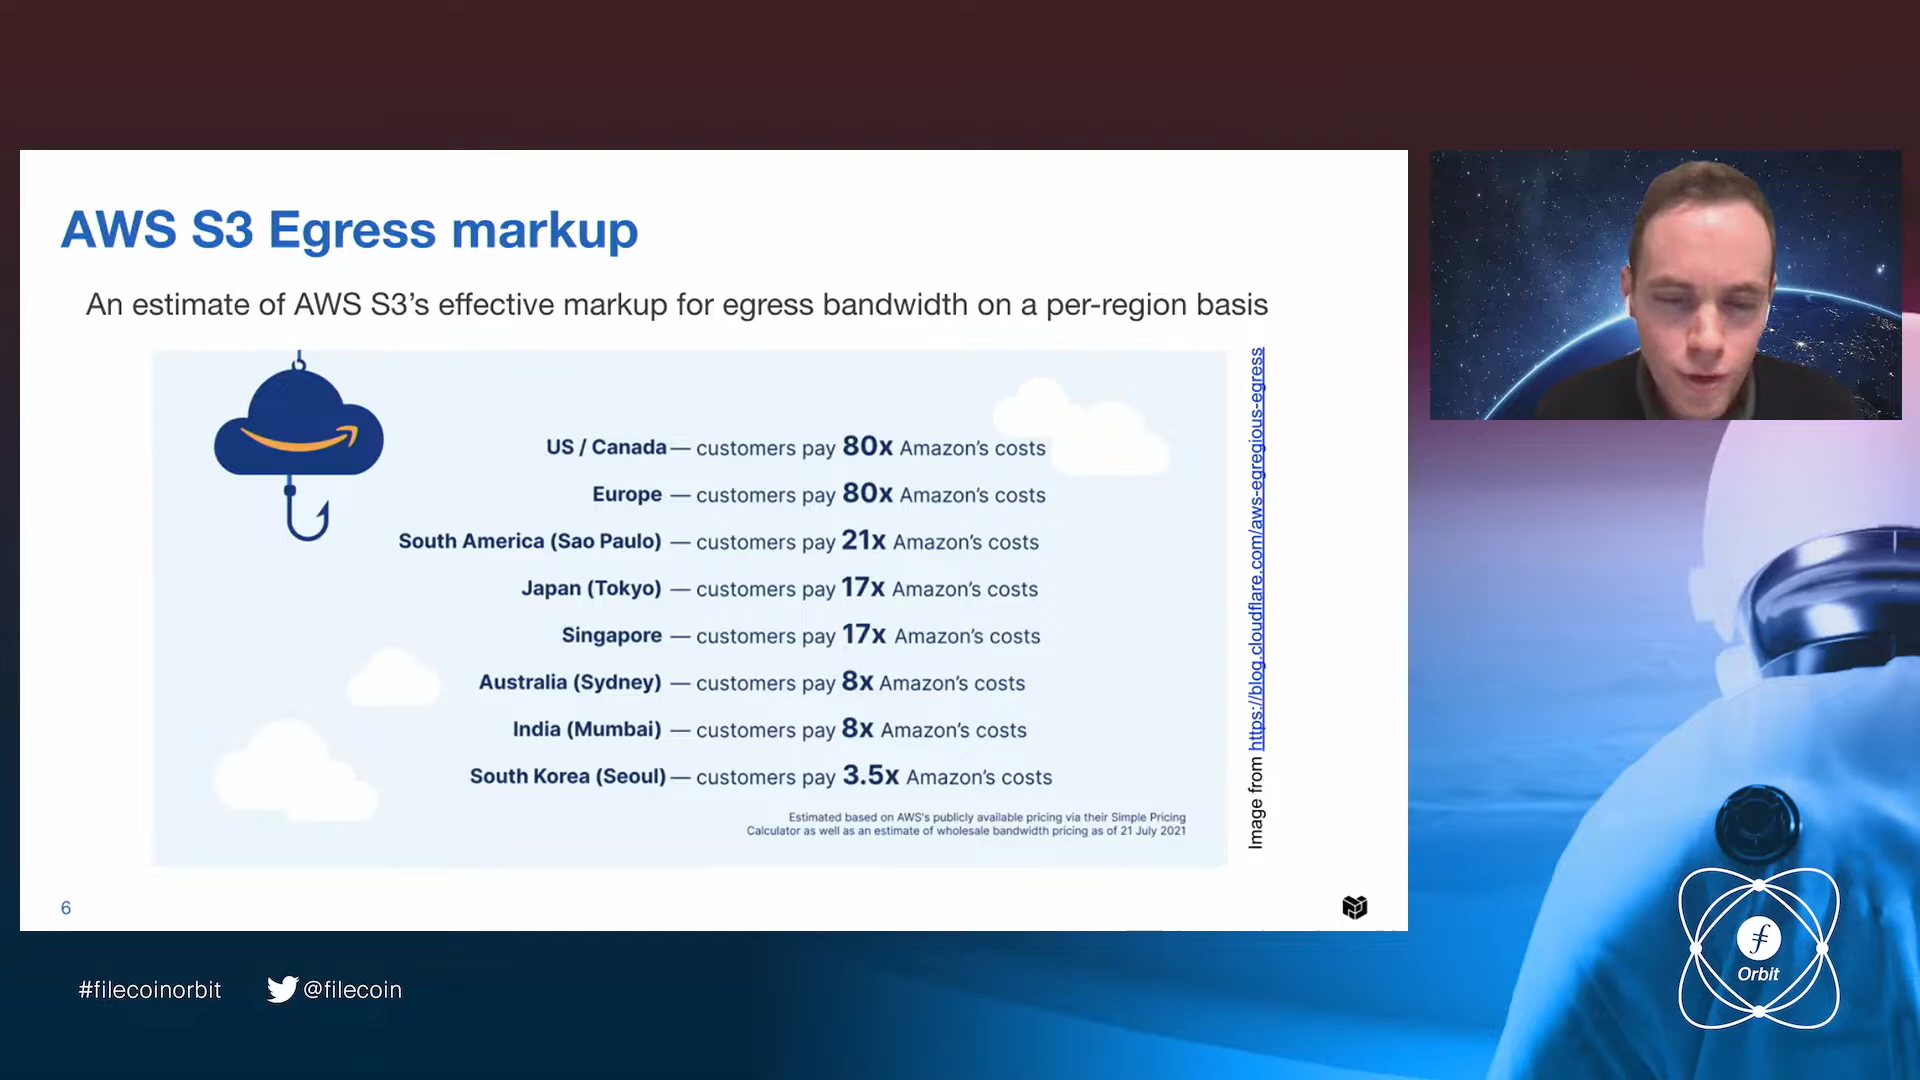 AWS S3 Egress markup
An estimate of AWS S3’s effective markup for egress bandwidth on a per-region basis
US / Canada — customers pay 80x Amazon’s costs
Europe — customers pay 80x Amazon’s costs
South America (Sao Paulo) — customers pay 21x Amazon’s costs
Japan (Tokyo) — customers pay 17x Amazon’s costs
Singapore — customers pay 17x Amazon’s costs
Australia (Sydney) — customers pay 8x Amazon’s costs
India (Mumbai) — customers pay 8x Amazon’s costs
South Korea (Seoul) — customers pay 3.5x Amazon’s costs
Estimated based on AWS's publicly available pricing via their Simple Pricing
Calculator as well as an estimate of wholesale bandwidth pricing as of 21 July 2021
Image from https://blog.cloudflare.com/aws-egregious-egress
6
#filecoinorbit @filecoin
Orbit